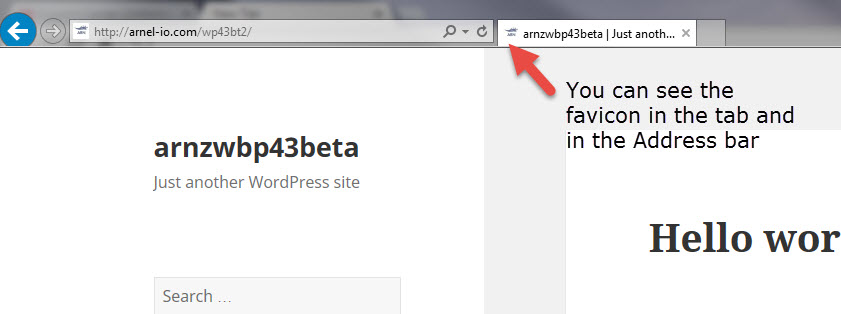 http://arnel-io.com/wp43bt2/
arnzwbp43beta | Just anoth...
You can see the
favicon in the tab and
in the Address bar
arnzwbp43beta
Just another WordPress site
Hello wor
Search ...